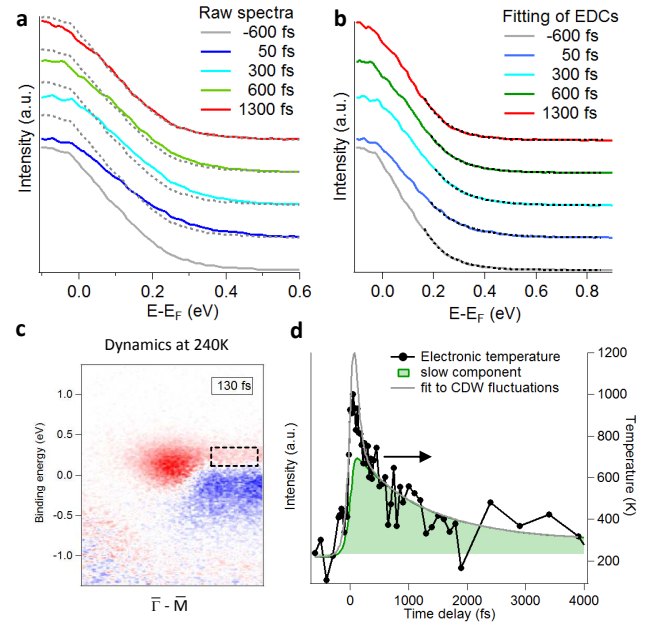 a
Raw spectra
-600 fs
50 fs
300 fs
600 fs
1300 fs
Intensity (a.u.)
0.0
0.2
0.4
0.6
E-EF (eV)
b
Fitting of EDCs
-600 fs
50 fs
300 fs
600 fs
1300 fs
Intensity (a.u.)
0.0
0.2
0.4
0.6
0.8
E-EF (eV)
c
Dynamics at 240K
130 fs
Binding energy (eV)
1.0
0.5
0.0
-0.5
-1.0
Γ̅ - M̅
d
Electronic temperature
slow component
fit to CDW fluctuations
Intensity (a.u.)
1200
1000
800
600
400
200
Temperature (K)
0
1000
2000
3000
4000
Time delay (fs)